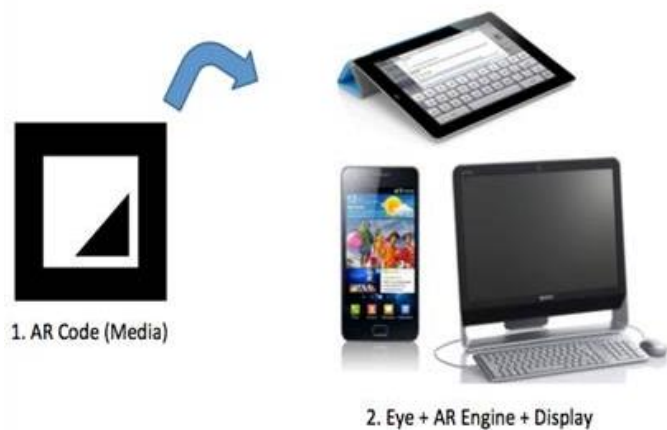 1. AR Code (Media)
2. Eye + AR Engine + Display